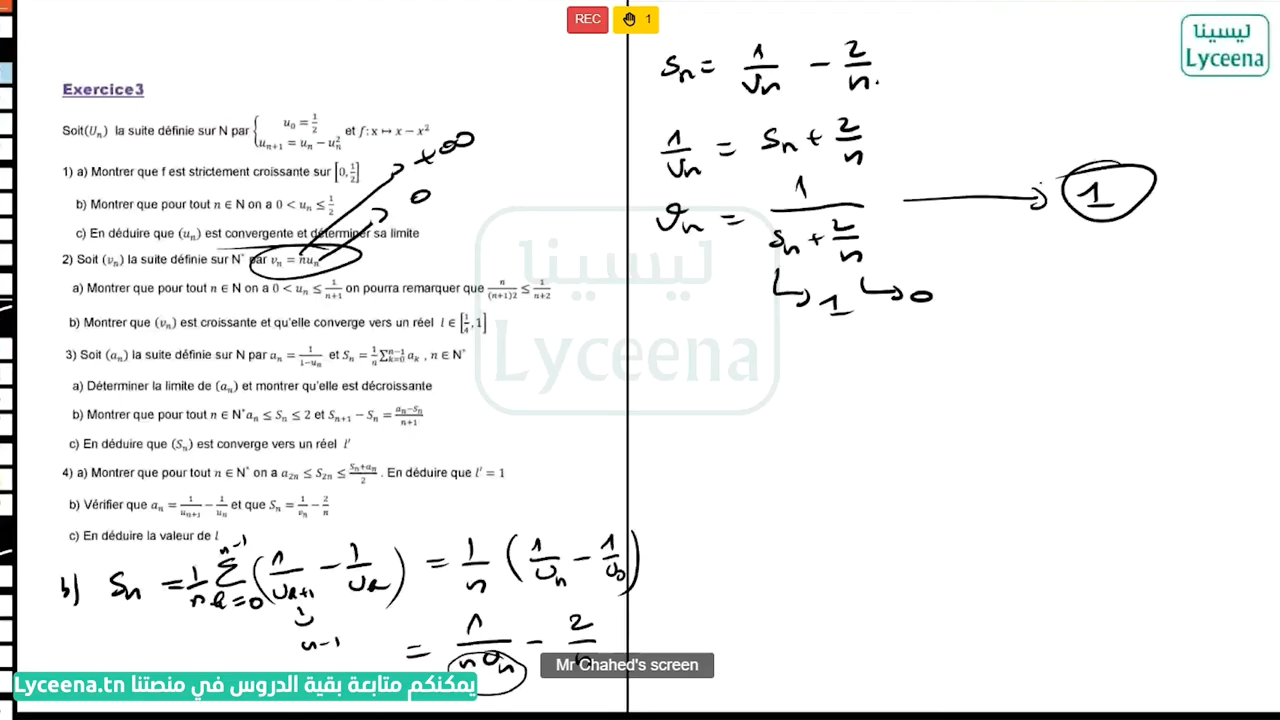 REC
1
ليسينا
Lyceena
Exercice3
Soit(Uₙ) la suite définie sur N par { u₀ = 1/2 ; uₙ₊₁ = uₙ − uₙ² et f: x ↦ x − x²
1) a) Montrer que f est strictement croissante sur [0, 1/2]
b) Montrer que pour tout n ∈ N on a 0 < uₙ ≤ 1/2
c) En déduire que (uₙ) est convergente et déterminer sa limite
2) Soit (vₙ) la suite définie sur N* par vₙ = nuₙ
a) Montrer que pour tout n ∈ N on a 0 < uₙ ≤ 1/(n+1) on pourra remarquer que n/(n+1)2 ≤ 1/(n+2)
b) Montrer que (vₙ) est croissante et qu'elle converge vers un réel l ∈ [1/4, 1]
3) Soit (aₙ) la suite définie sur N par aₙ = 1/(1−uₙ) et Sₙ = 1/n ∑ₖ₌₀ⁿ⁻¹ aₖ , n ∈ N*
a) Déterminer la limite de (aₙ) et montrer qu'elle est décroissante
b) Montrer que pour tout n ∈ N* aₙ ≤ Sₙ ≤ 2 et Sₙ₊₁ − Sₙ = (aₙ−Sₙ)/(n+1)
c) En déduire que (Sₙ) est converge vers un réel l′
4) a) Montrer que pour tout n ∈ N* on a a₂ₙ ≤ S₂ₙ ≤ (Sₙ+aₙ)/2 . En déduire que l′ = 1
b) Vérifier que aₙ = 1/uₙ₊₁ − 1/uₙ et que Sₙ = 1/vₙ − 2/n
c) En déduire la valeur de l
+∞
0
b) Sₙ = 1/n ∑ₖ₌₀ⁿ⁻¹ (1/Uₖ₊₁ − 1/Uₖ) = 1/n (1/Uₙ − 1/U₀)
n−1
= 1/(n Uₙ) − 2/n
Sₙ = 1/Vₙ − 2/n.
1/Vₙ = Sₙ + 2/n
Vₙ = 1/(Sₙ + 2/n) → 1
↳ 1 ↳ 0
ليسينا
Lyceena
Mr Chahed's screen
يمكنكم متابعة بقية الدروس في منصتنا Lyceena.tn